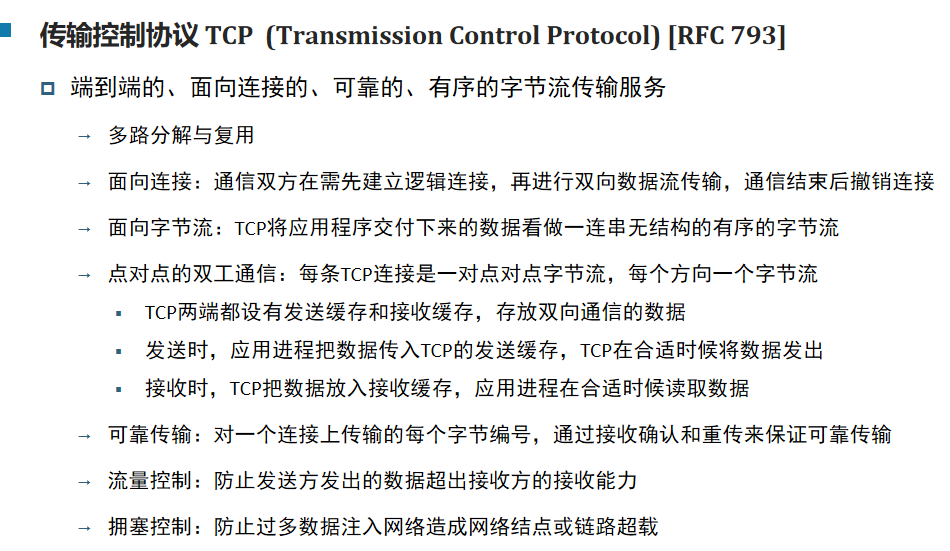 传输控制协议 TCP (Transmission Control Protocol) [RFC 793]
端到端的、面向连接的、可靠的、有序的字节流传输服务
→ 多路分解与复用
→ 面向连接：通信双方在需先建立逻辑连接，再进行双向数据流传输，通信结束后撤销连接
→ 面向字节流：TCP将应用程序交付下来的数据看做一连串无结构的有序的字节流
→ 点对点的双工通信：每条TCP连接是一对点对点字节流，每个方向一个字节流
▪ TCP两端都设有发送缓存和接收缓存，存放双向通信的数据
▪ 发送时，应用进程把数据传入TCP的发送缓存，TCP在合适时候将数据发出
▪ 接收时，TCP把数据放入接收缓存，应用进程在合适时候读取数据
→ 可靠传输：对一个连接上传输的每个字节编号，通过接收确认和重传来保证可靠传输
→ 流量控制：防止发送方发出的数据超出接收方的接收能力
→ 拥塞控制：防止过多数据注入网络造成网络结点或链路超载